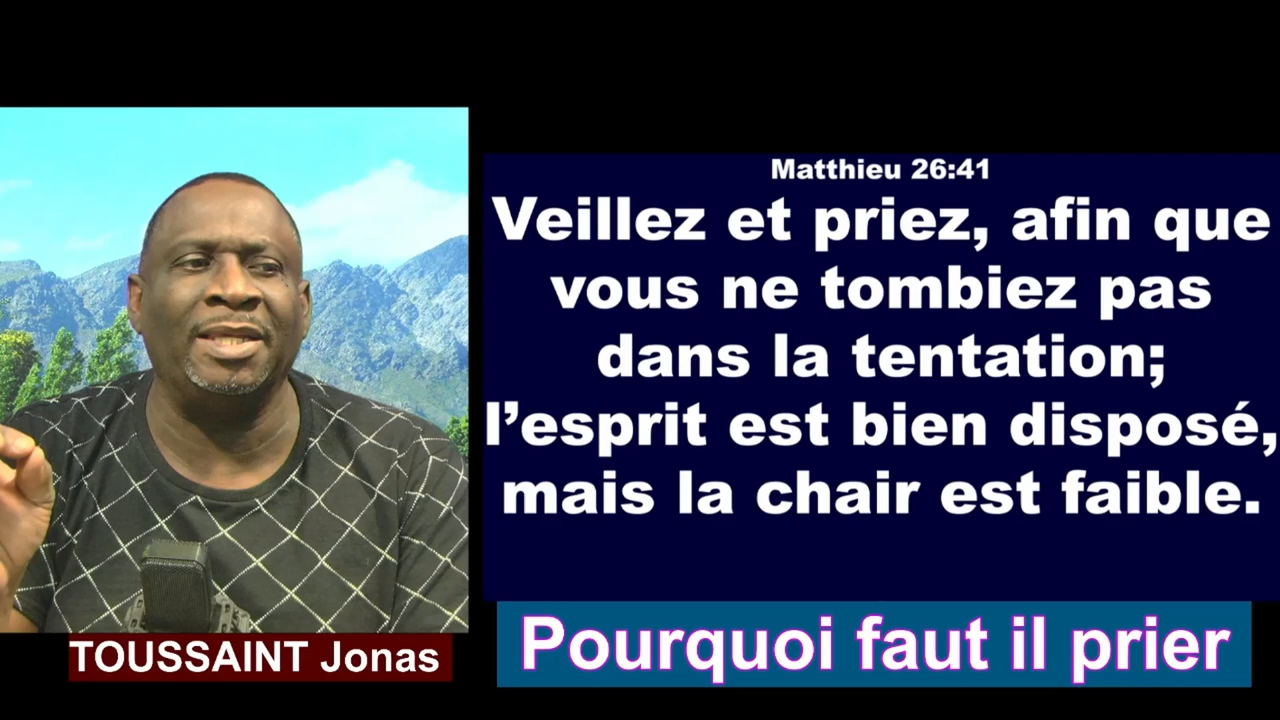 Matthieu 26:41
Veillez et priez, afin que
vous ne tombiez pas
dans la tentation;
l’esprit est bien disposé,
mais la chair est faible.
TOUSSAINT Jonas
Pourquoi faut il prier